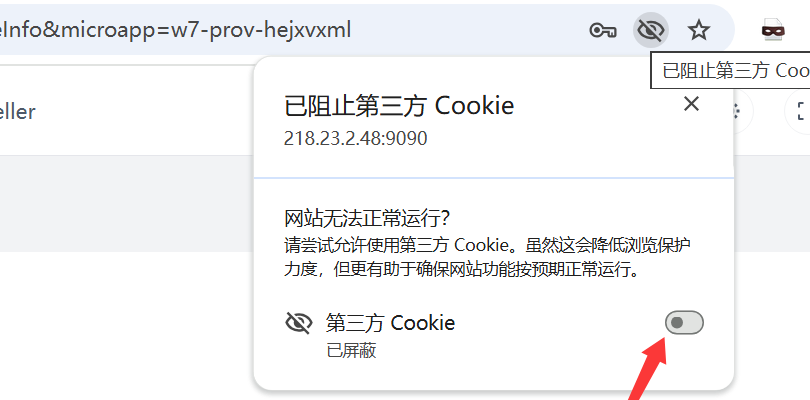 eInfo&microapp=w7-prov-hejxvxml
已阻止第三方 Coo
eller
已阻止第三方 Cookie
218.23.2.48:9090
网站无法正常运行？
请尝试允许使用第三方 Cookie。虽然这会降低浏览保护
力度，但更有助于确保网站功能按预期正常运行。
第三方 Cookie
已屏蔽